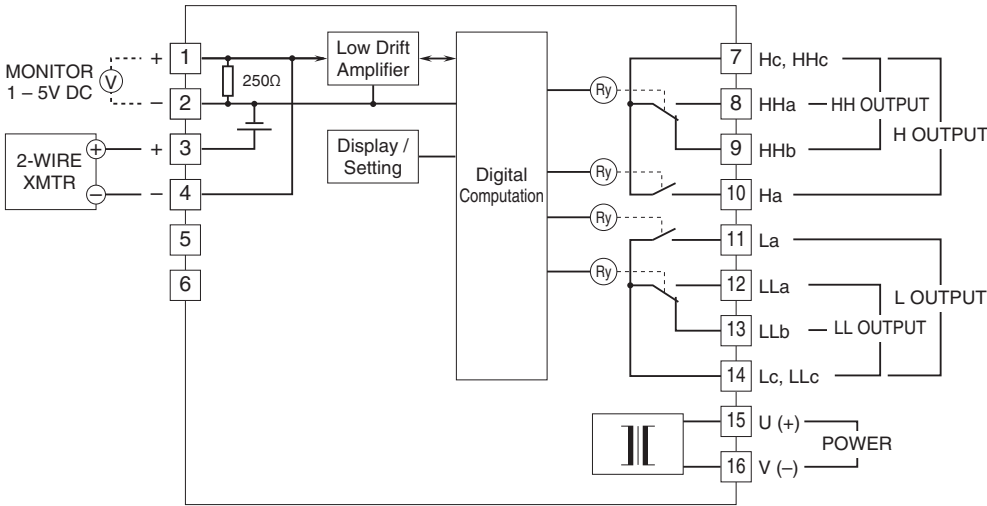 MONITOR
1 – 5V DC
V
+
–
1
2
3
4
5
6
250Ω
2-WIRE
XMTR
+
–
+
–
Low Drift
Amplifier
Display /
Setting
Digital
Computation
Ry
Ry
Ry
Ry
7 Hc, HHc
8 HHa
HH OUTPUT
9 HHb
H OUTPUT
10 Ha
11 La
12 LLa
L OUTPUT
13 LLb
LL OUTPUT
14 Lc, LLc
15 U (+)
POWER
16 V (–)